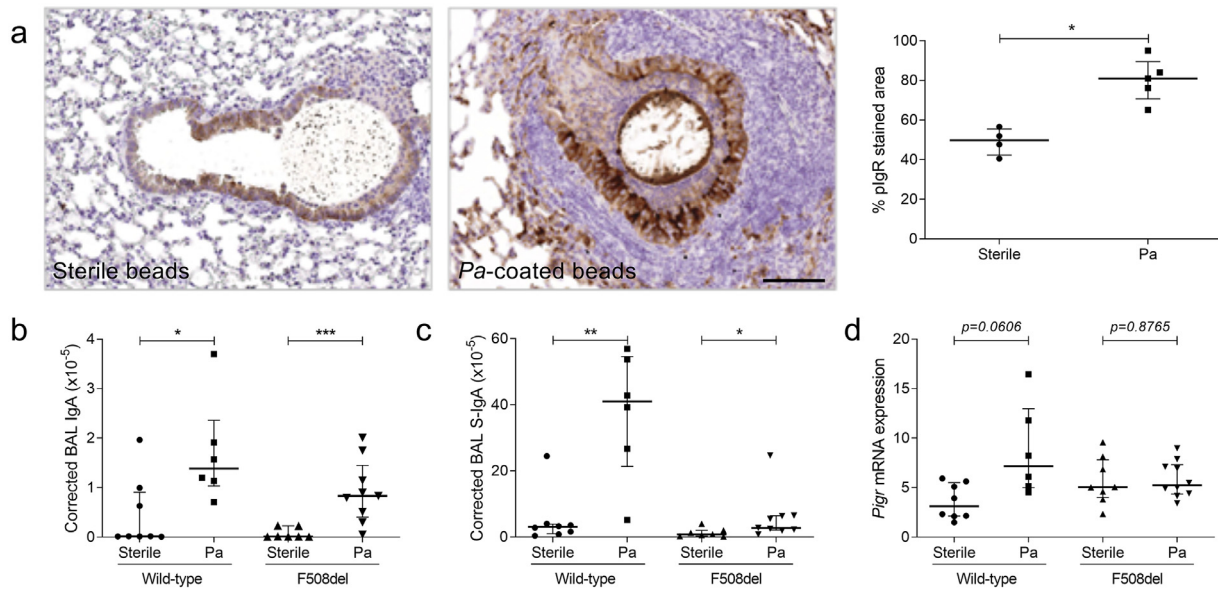 a
Sterile beads
Pa-coated beads
*
% pIgR stained area
100
80
60
40
20
0
Sterile Pa
b
Corrected BAL IgA (x10-5)
4
3
2
1
0
* ***
Sterile Pa Sterile Pa
Wild-type F508del
c
Corrected BAL S-IgA (x10-5)
60
40
20
0
** *
Sterile Pa Sterile Pa
Wild-type F508del
d
Pigr mRNA expression
20
15
10
5
0
p=0.0606 p=0.8765
Sterile Pa Sterile Pa
Wild-type F508del